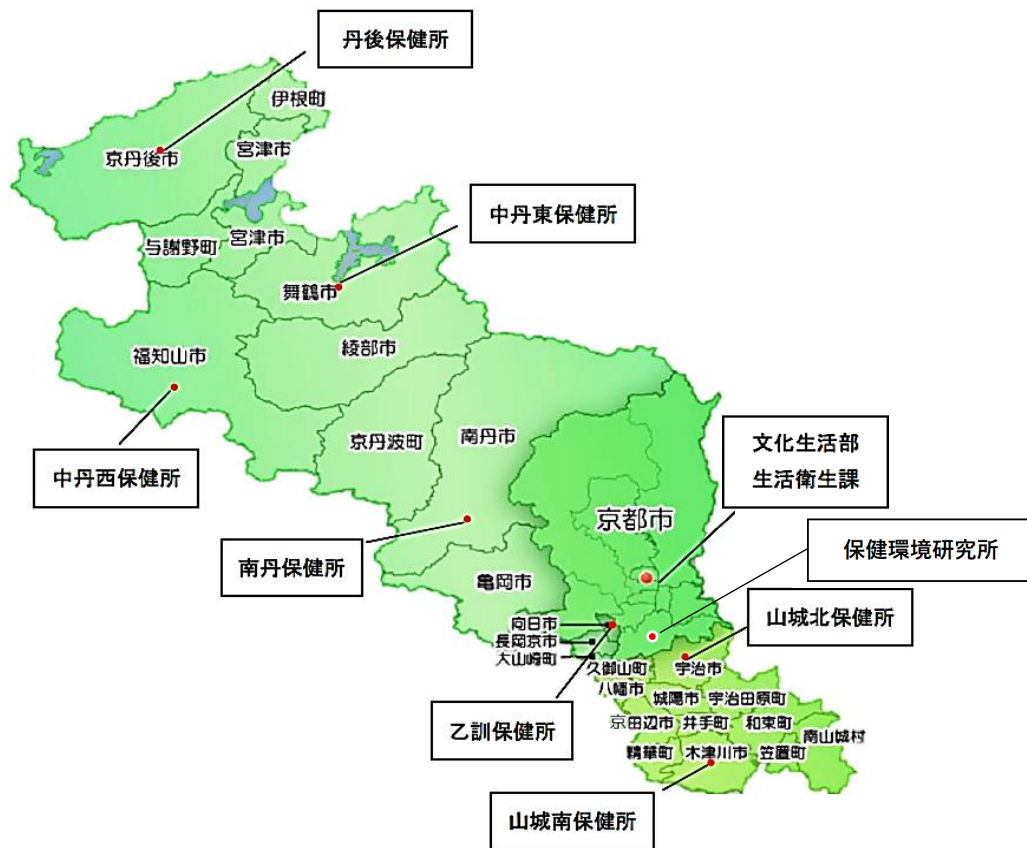 丹後保健所
伊根町
宮津市
京丹後市
中丹東保健所
与謝野町
宮津市
舞鶴市
綾部市
福知山市
京丹波町
南丹市
中丹西保健所
文化生活部
生活衛生課
京都市
保健環境研究所
南丹保健所
亀岡市
向日市
長岡京市
大山崎町
山城北保健所
久御山町
宇治市
八幡市
城陽市
宇治田原町
乙訓保健所
京田辺市
井手町
和束町
南山城村
精華町
木津川市
笠置町
山城南保健所